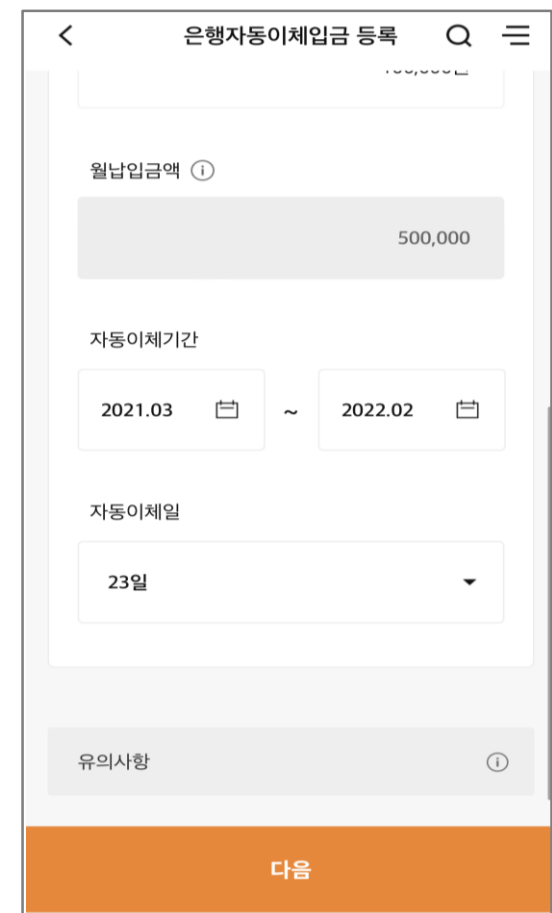 은행자동이체입금 등록
월납입금액
500,000
자동이체기간
2021.03 ~ 2022.02
자동이체일
23일
유의사항
다음